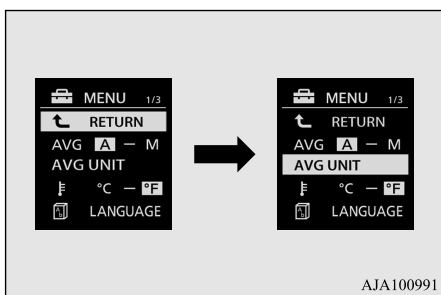 MENU 1/3
RETURN
AVG A – M
AVG UNIT
°C – °F
LANGUAGE
MENU 1/3
RETURN
AVG A – M
AVG UNIT
°C – °F
LANGUAGE
AJA100991